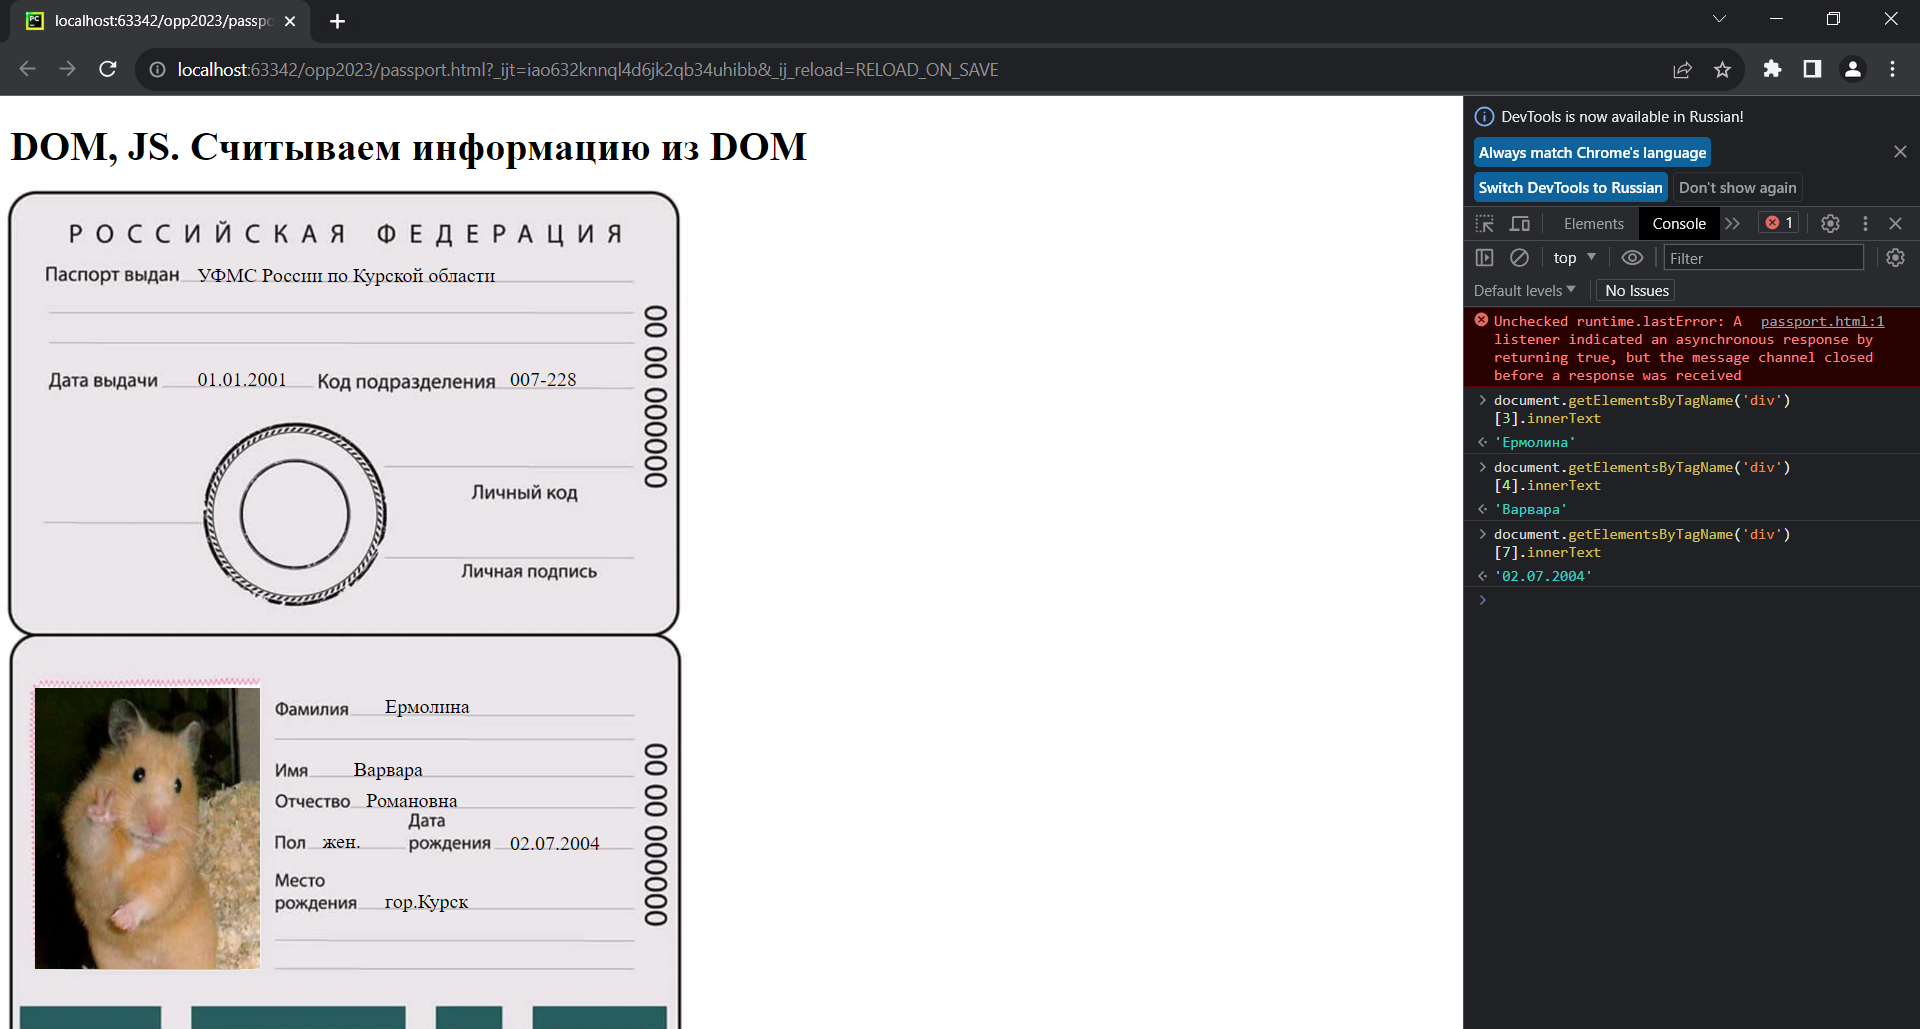 localhost:63342/opp2023/passpo
localhost:63342/opp2023/passport.html?_ijt=iao632knnql4d6jk2qb34uhibb&_ij_reload=RELOAD_ON_SAVE
DOM, JS. Считываем информацию из DOM
РОССИЙСКАЯ ФЕДЕРАЦИЯ
Паспорт выдан УФМС России по Курской области
Дата выдачи 01.01.2001 Код подразделения 007-228
00 00 000000
Личный код
Личная подпись
Фамилия Ермолина
Имя Варвара
Отчество Романовна
Пол жен. Дата рождения 02.07.2004
Место
рождения гор.Курск
00 00 000000
DevTools is now available in Russian!
Always match Chrome's language
Switch DevTools to Russian Don't show again
Elements Console 1
top Filter
Default levels No Issues
Unchecked runtime.lastError: A passport.html:1
listener indicated an asynchronous response by
returning true, but the message channel closed
before a response was received
document.getElementsByTagName('div')
[3].innerText
'Ермолина'
document.getElementsByTagName('div')
[4].innerText
'Варвара'
document.getElementsByTagName('div')
[7].innerText
'02.07.2004'